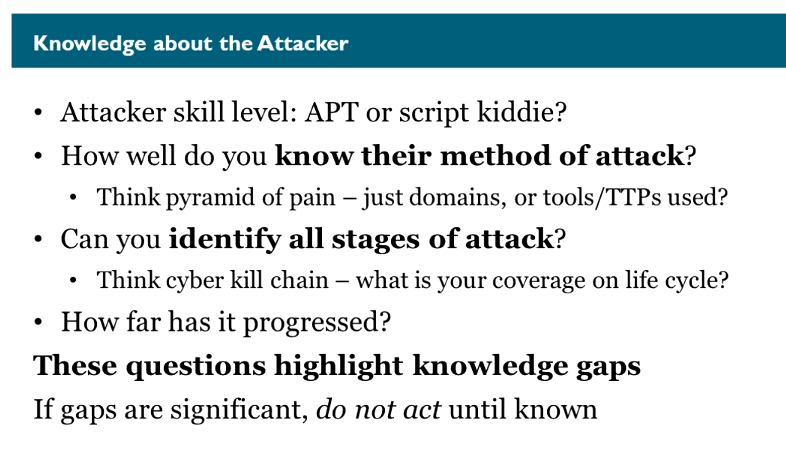 Knowledge about the Attacker
• Attacker skill level: APT or script kiddie?
• How well do you know their method of attack?
• Think pyramid of pain – just domains, or tools/TTPs used?
• Can you identify all stages of attack?
• Think cyber kill chain – what is your coverage on life cycle?
• How far has it progressed?
These questions highlight knowledge gaps
If gaps are significant, do not act until known